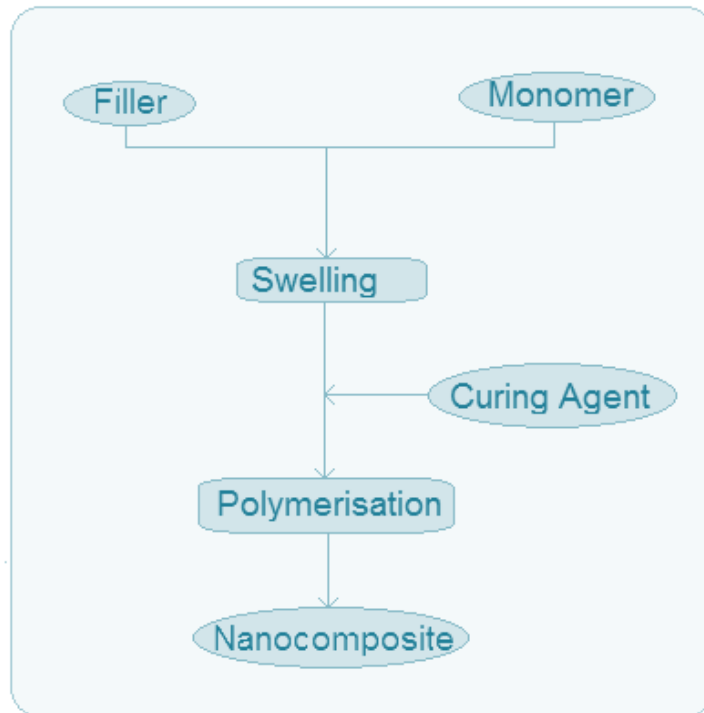 Filler
Monomer
Swelling
Curing Agent
Polymerisation
Nanocomposite